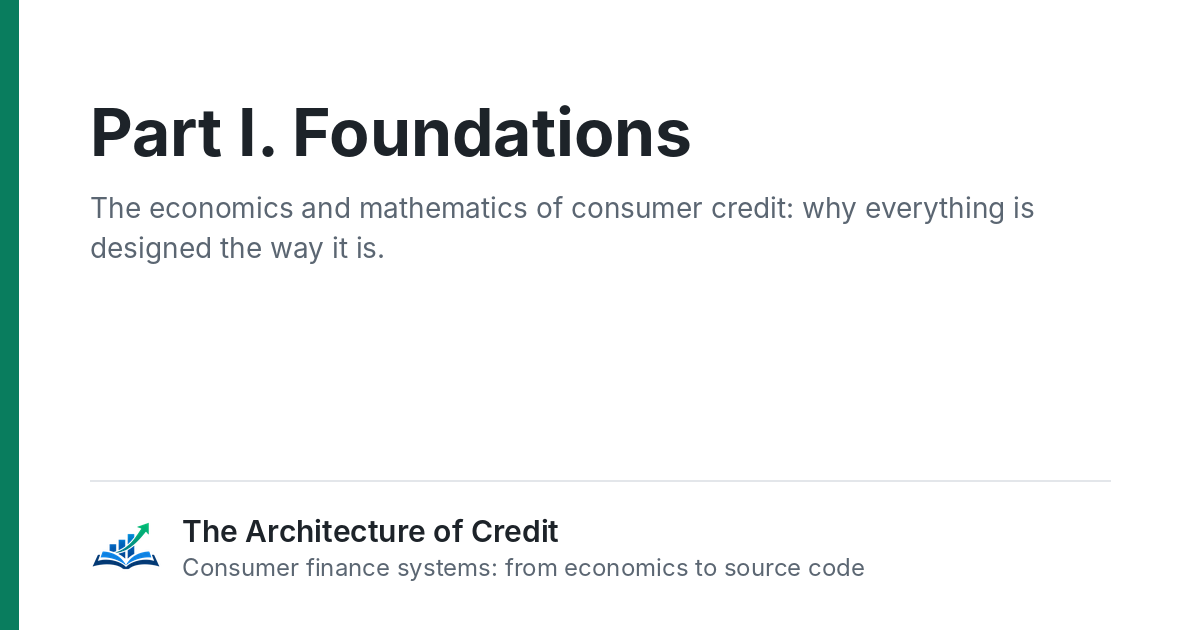 Part I. Foundations
The economics and mathematics of consumer credit: why everything is
designed the way it is.
The Architecture of Credit
Consumer finance systems: from economics to source code